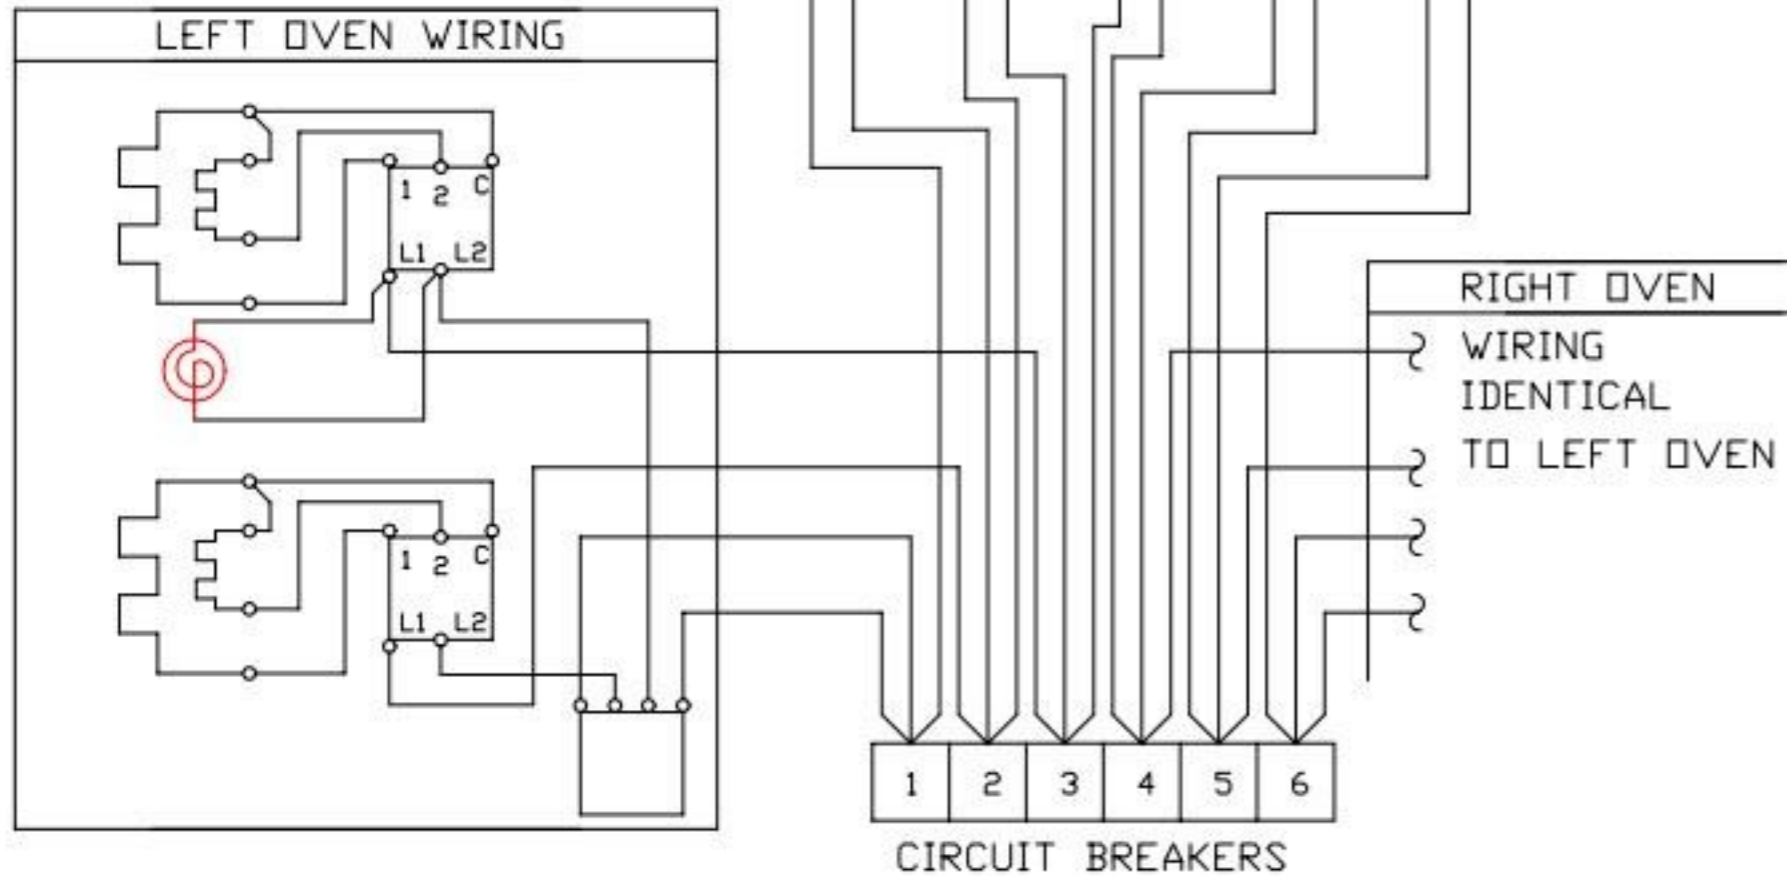 LEFT OVEN WIRING
1 2 C
L1 L2
RIGHT OVEN
WIRING
IDENTICAL
TO LEFT OVEN
1 2 C
L1 L2
1 2 3 4 5 6
CIRCUIT BREAKERS